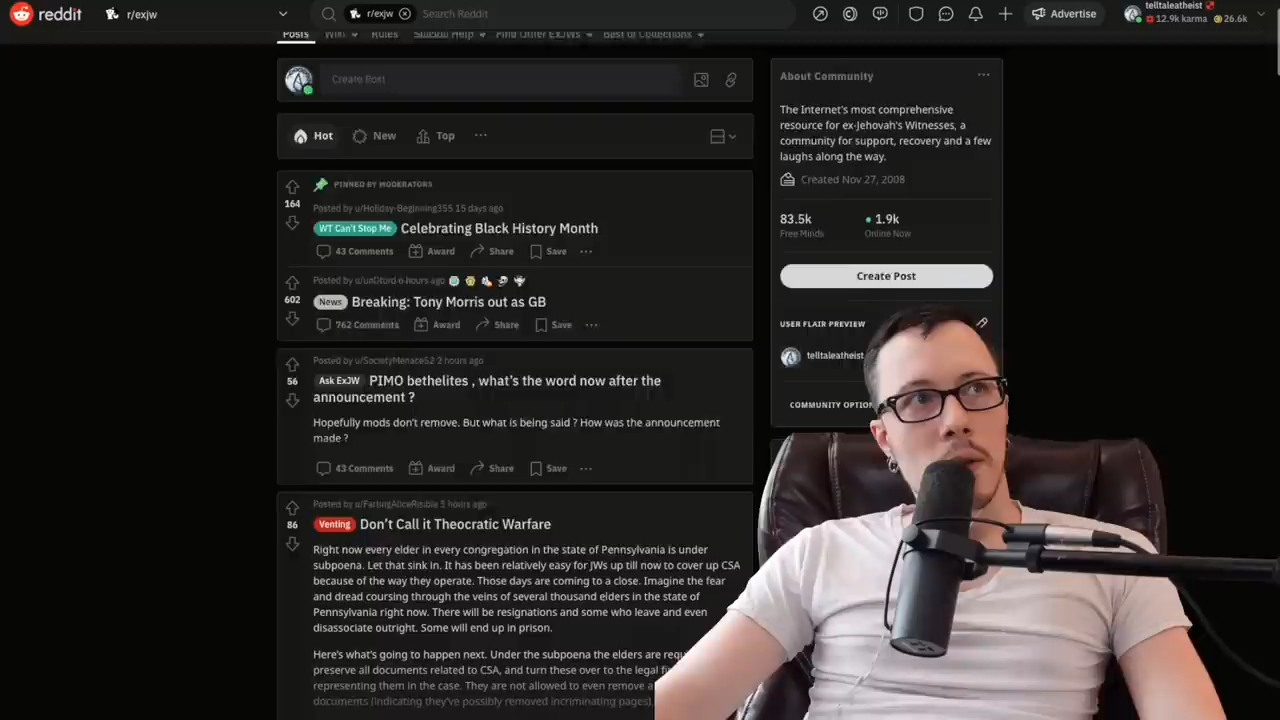 reddit
r/exjw
r/exjw
Search Reddit
Advertise
telltaleatheist
12.9k karma
26.6k
Posts
Wiki
Rules
Suicide Help
Find Other ExJWs
Best of Collections
Create Post
Hot
New
Top
PINNED BY MODERATORS
Posted by u/Holiday-Beginning355 15 days ago
164
WT Can't Stop Me Celebrating Black History Month
43 Comments Award Share Save
6 hours ago
602
News Breaking: Tony Morris out as GB
762 Comments Award Share Save
Posted by u/SocietyMenace52 2 hours ago
56
Ask ExJW PIMO bethelites , what's the word now after the
announcement ?
Hopefully mods don't remove. But what is being said ? How was the announcement
made ?
43 Comments Award Share Save
Posted by u/FartingAliceRisible 5 hours ago
86
Venting Don't Call it Theocratic Warfare
Right now every elder in every congregation in the state of Pennsylvania is under
subpoena. Let that sink in. It has been relatively easy for JWs up till now to cover up CSA
because of the way they operate. Those days are coming to a close. Imagine the fear
and dread coursing through the veins of several thousand elders in the state of
Pennsylvania right now. There will be resignations and some who leave and even
disassociate outright. Some will end up in prison.
Here's what's going to happen next. Under the subpoena the elders are
preserve all documents related to CSA, and turn these over to the legal
representing them in the case. They are not allowed to even remove a
documents (indicating they've possibly removed incriminating pages),
About Community
The Internet's most comprehensive
resource for ex-Jehovah's Witnesses, a
community for support, recovery and a few
laughs along the way.
Created Nov 27, 2008
83.5k
Free Minds
1.9k
Online Now
Create Post
USER FLAIR PREVIEW
telltaleatheist
COMMUNITY